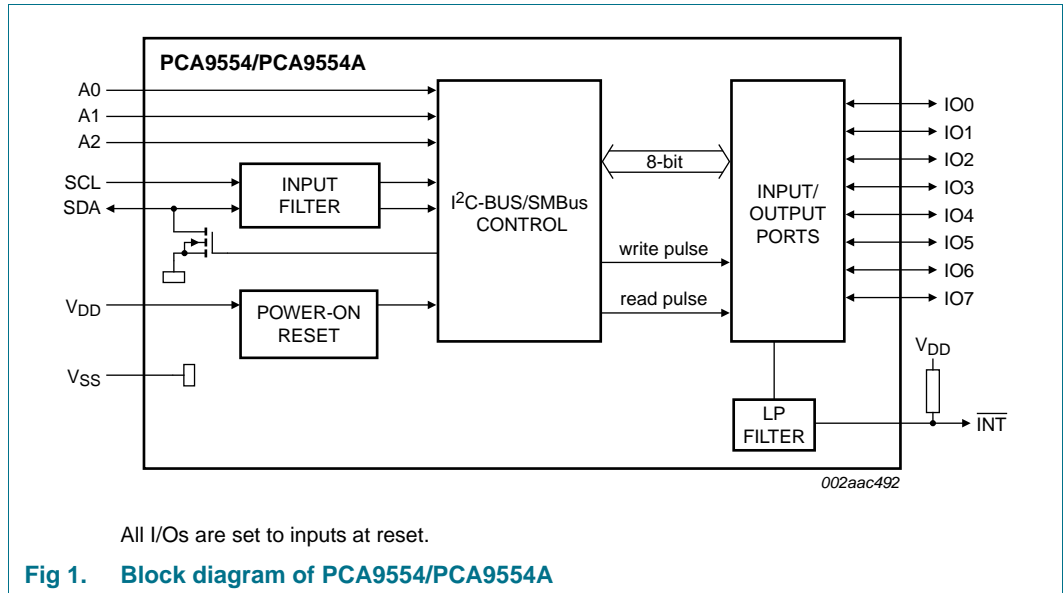 PCA9554/PCA9554A
A0
A1
A2
SCL
SDA
VDD
VSS
INPUT
FILTER
POWER-ON
RESET
I2C-BUS/SMBus
CONTROL
8-bit
write pulse
read pulse
INPUT/
OUTPUT
PORTS
LP
FILTER
IO0
IO1
IO2
IO3
IO4
IO5
IO6
IO7
VDD
INT
002aac492
All I/Os are set to inputs at reset.
Fig 1. Block diagram of PCA9554/PCA9554A